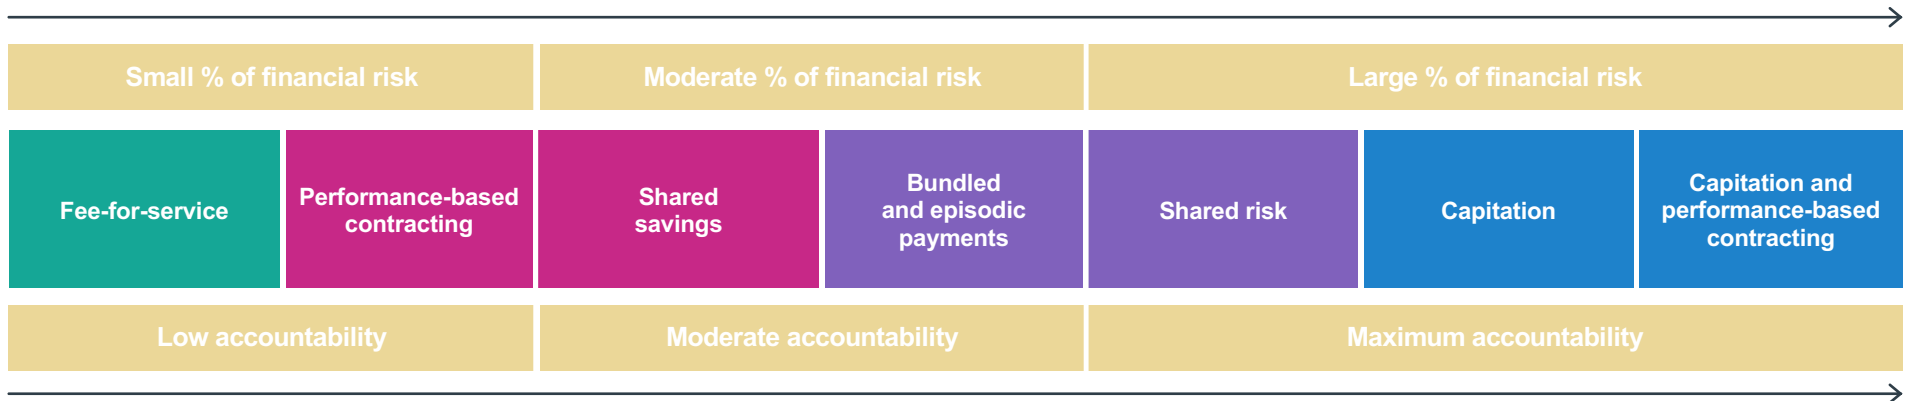 Small % of financial risk
Moderate % of financial risk
Large % of financial risk
Fee-for-service
Performance-based
contracting
Shared
savings
Bundled
and episodic
payments
Shared risk
Capitation
Capitation and
performance-based
contracting
Low accountability
Moderate accountability
Maximum accountability